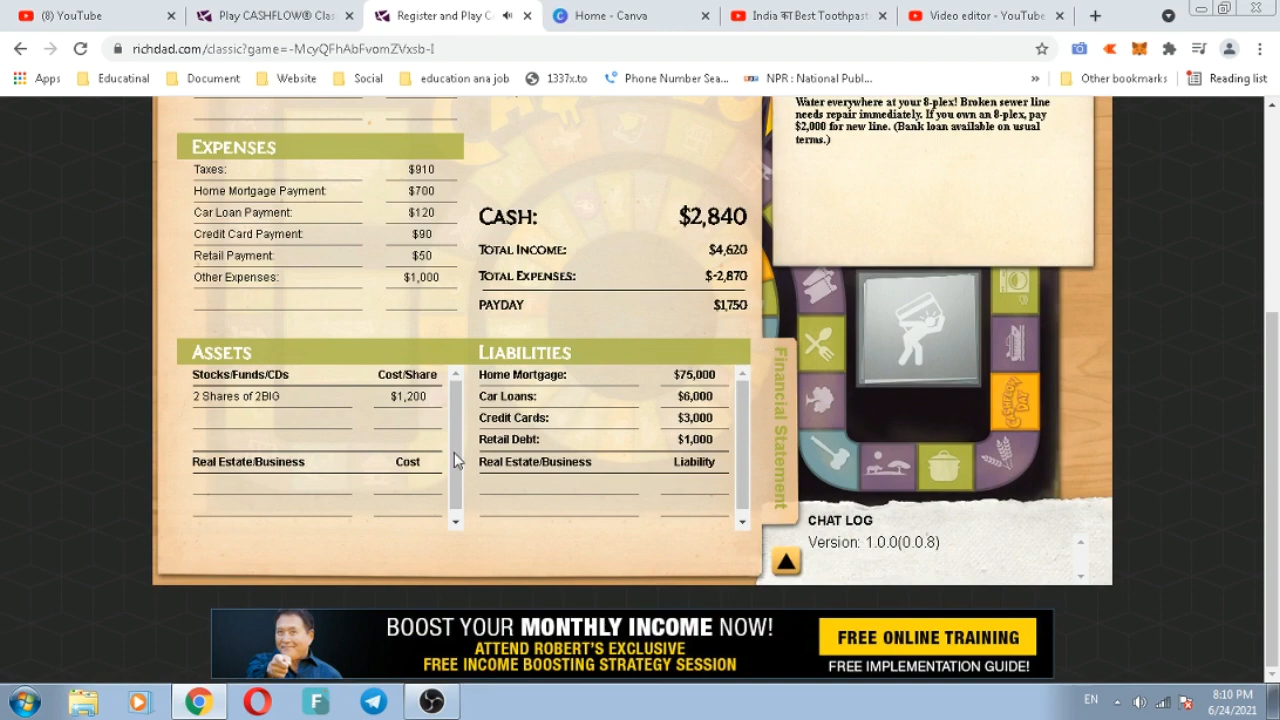 (8) YouTube
Play CASHFLOW® Clas
Register and Play C
Home - Canva
India का Best Toothpast
Video editor - YouTube
richdad.com/classic?game=-McyQFhAbFvomZVxsb-I
Apps
Educatinal
Document
Website
Social
education ana job
1337x.to
Phone Number Sea...
NPR : National Publ...
»
Other bookmarks
Reading list
Water everywhere at your 8-plex! Broken sewer line
needs repair immediately. If you own an 8-plex, pay
$2,000 for new line. (Bank loan available on usual
terms.)
EXPENSES
Taxes: $910
Home Mortgage Payment: $700
Car Loan Payment: $120
Credit Card Payment: $90
Retail Payment: $50
Other Expenses: $1,000
CASH: $2,840
TOTAL INCOME: $4,620
TOTAL EXPENSES: $-2,870
PAYDAY $1,750
ASSETS
Stocks/Funds/CDs Cost/Share
2 Shares of 2BIG $1,200
Real Estate/Business Cost
LIABILITIES
Home Mortgage: $75,000
Car Loans: $6,000
Credit Cards: $3,000
Retail Debt: $1,000
Real Estate/Business Liability
Financial Statement
CASHFLOW DAY
CHAT LOG
Version: 1.0.0(0.0.8)
BOOST YOUR MONTHLY INCOME NOW!
ATTEND ROBERT'S EXCLUSIVE
FREE INCOME BOOSTING STRATEGY SESSION
FREE ONLINE TRAINING
FREE IMPLEMENTATION GUIDE!
F
EN
8:10 PM
6/24/2021